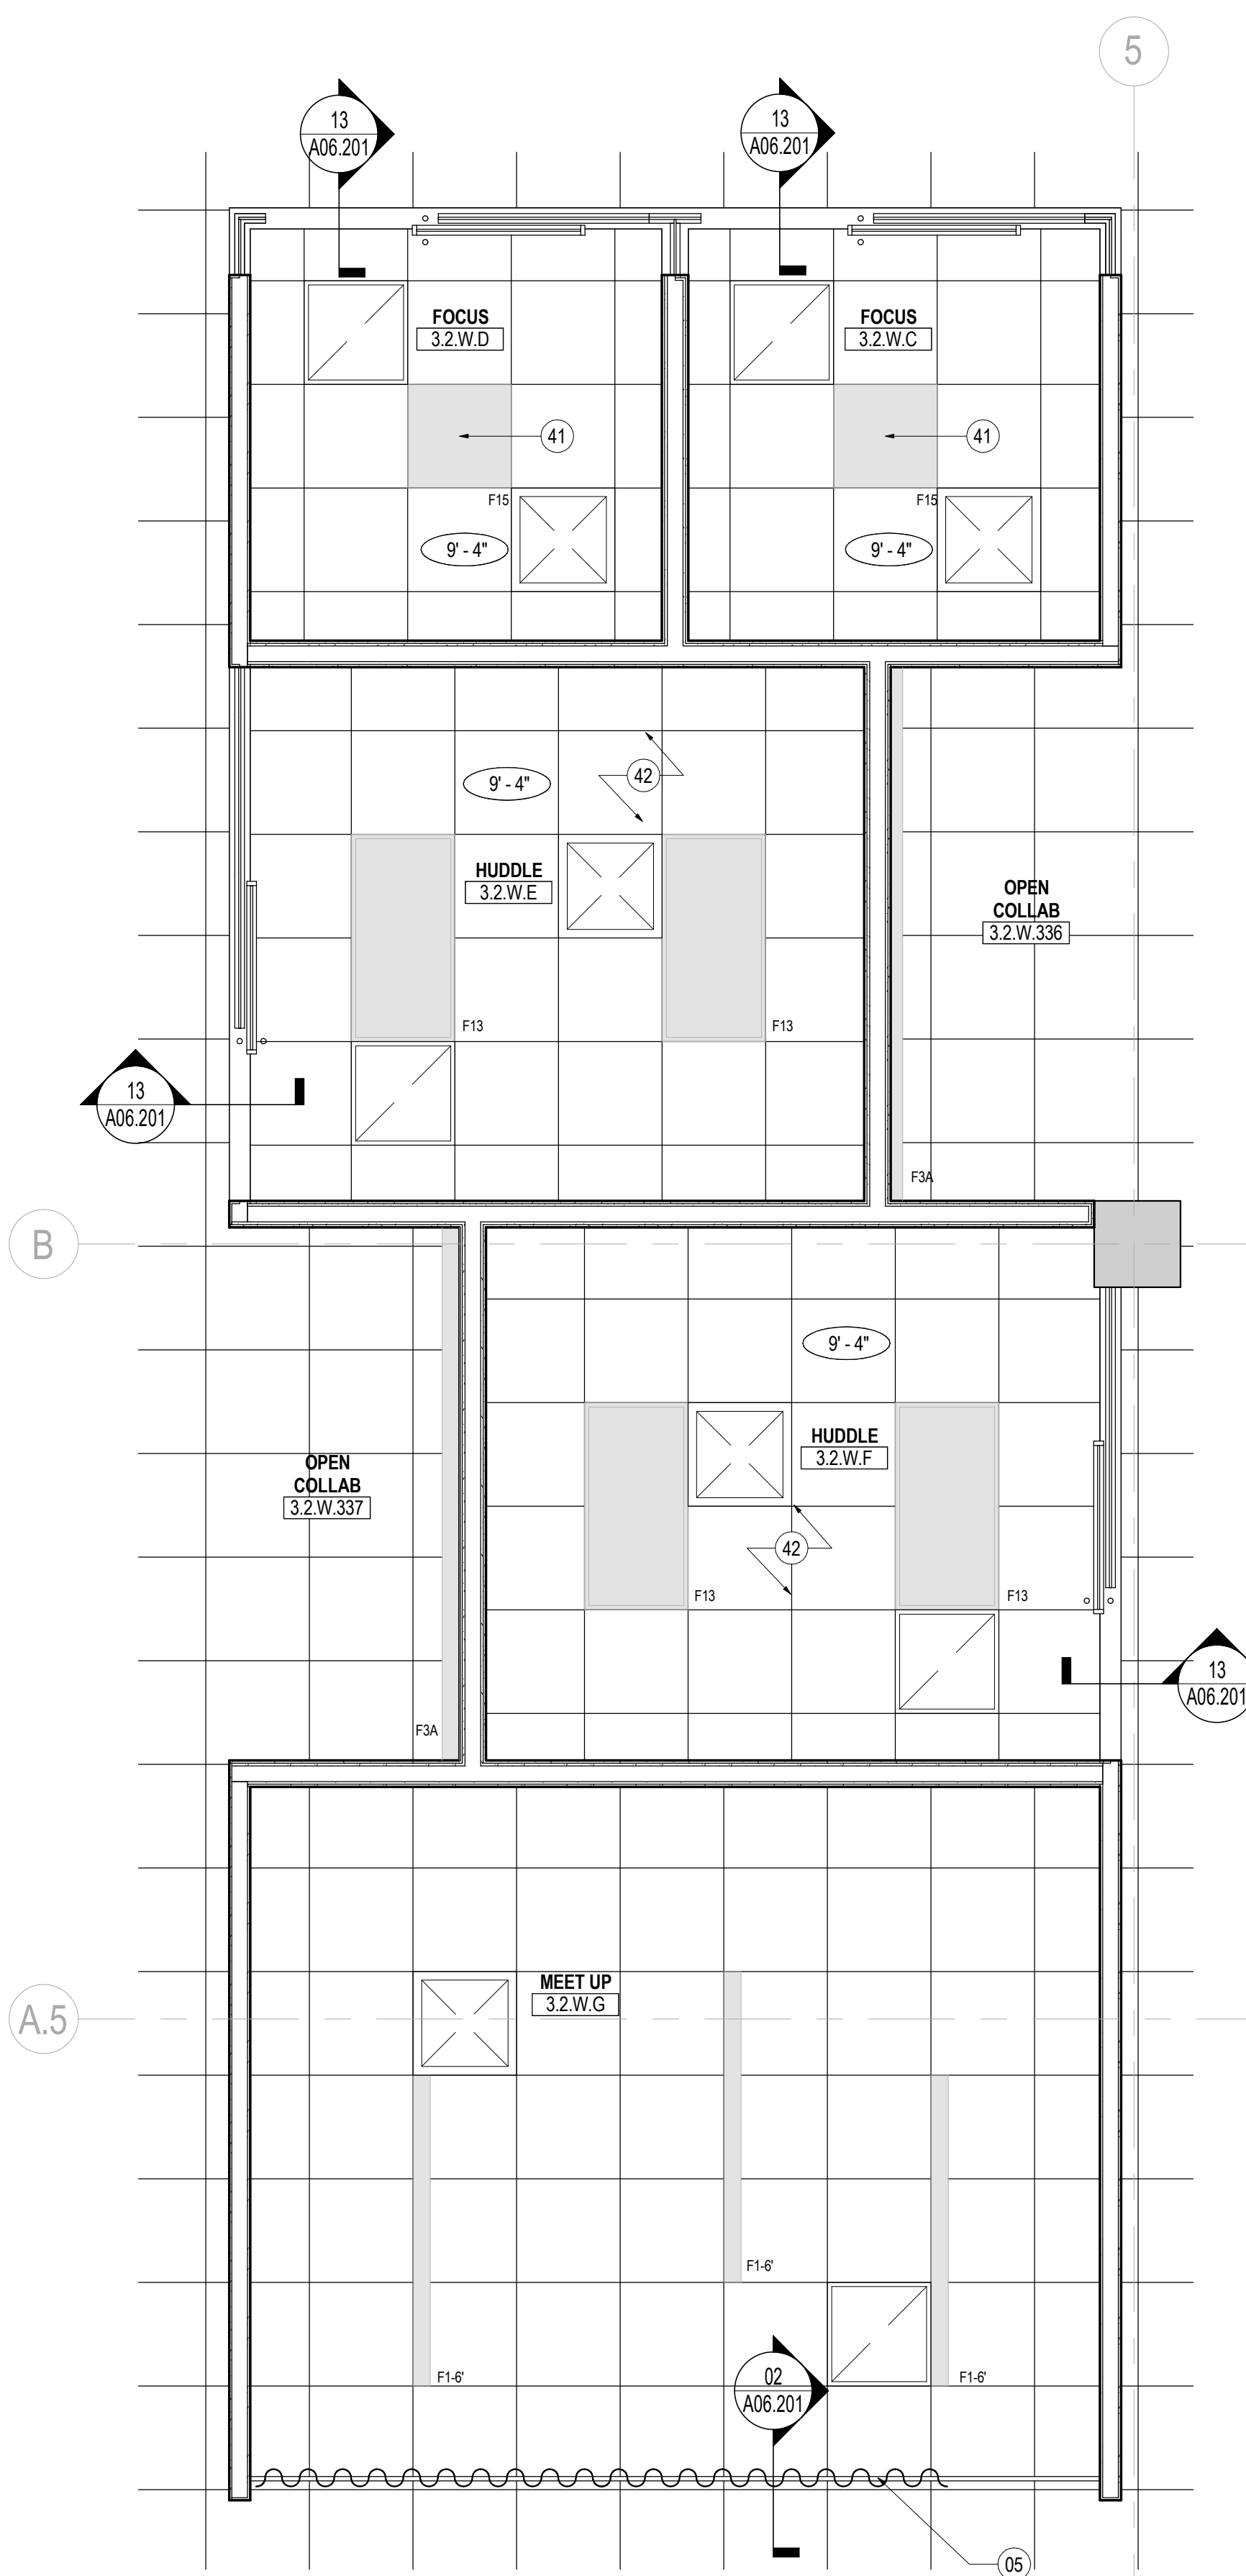 5
13
A06.201
13
A06.201
FOCUS
3.2.W.D
FOCUS
3.2.W.C
41
41
F15
F15
9' - 4"
9' - 4"
42
9' - 4"
HUDDLE
3.2.W.E
OPEN
COLLAB
3.2.W.336
F13
F13
13
A06.201
F3A
B
9' - 4"
HUDDLE
3.2.W.F
OPEN
COLLAB
3.2.W.337
42
F13
F13
13
A06.201
F3A
MEET UP
3.2.W.G
A.5
F1-6'
F1-6'
F1-6'
02
A06.201
05